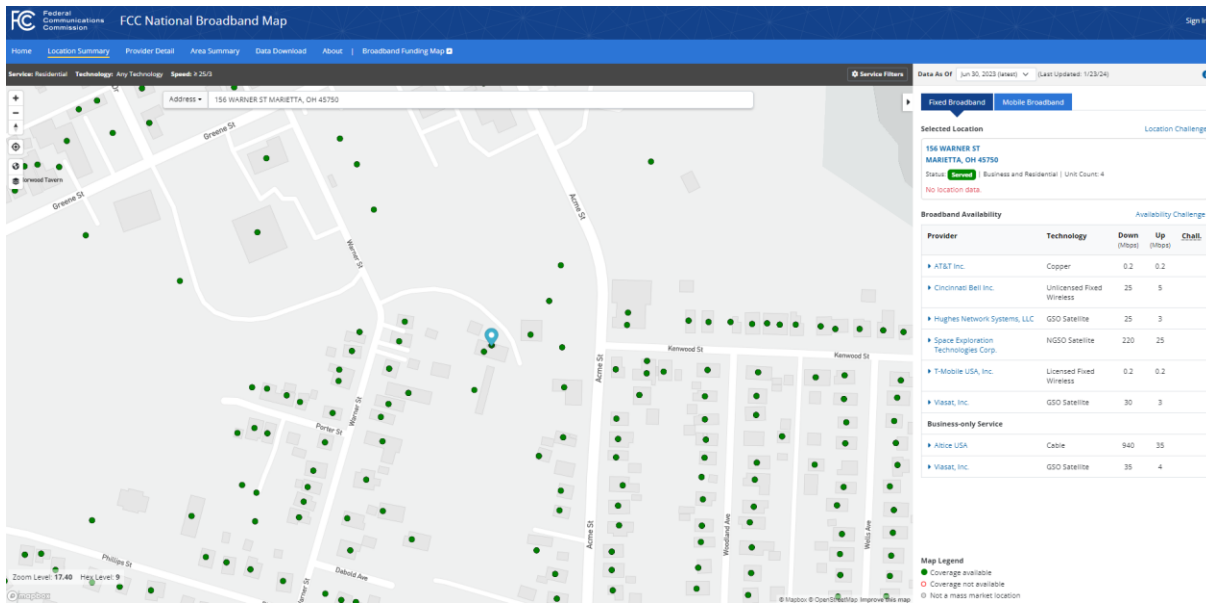 Federal
Communications
Commission
FCC National Broadband Map
Sign In
Home Location Summary Provider Detail Area Summary Data Download About | Broadband Funding Map
Service: Residential Technology: Any Technology Speed: ≥ 25/3
Service Filters
Address
156 WARNER ST MARIETTA, OH 45750
Data As Of Jun 30, 2023 (latest) (Last Updated: 1/23/24)
Fixed Broadband Mobile Broadband
Selected Location Location Challenge
156 WARNER ST
MARIETTA, OH 45750
Status: Served | Business and Residential | Unit Count: 4
No location data.
Broadband Availability Availability Challenge
Provider Technology Down (Mbps) Up (Mbps) Chall.
AT&T Inc. Copper 0.2 0.2
Cincinnati Bell Inc. Unlicensed Fixed Wireless 25 5
Hughes Network Systems, LLC GSO Satellite 25 3
Space Exploration Technologies Corp. NGSO Satellite 220 25
T-Mobile USA, Inc. Licensed Fixed Wireless 0.2 0.2
Viasat, Inc. GSO Satellite 30 3
Business-only Service
Altice USA Cable 940 35
Viasat, Inc. GSO Satellite 35 4
Map Legend
Coverage available
Coverage not available
Not a mass market location
Greene St
Greene St
Acme St
Warner St
Kenwood St
Kenwood St
Acme St
Warner St
Porter St
Acme St
Woodland Ave
Wells Ave
Phillips St
Dabold Ave
Warner St
Zoom Level: 17.40 Hex Level: 9
mapbox
© Mapbox © OpenStreetMap Improve this map